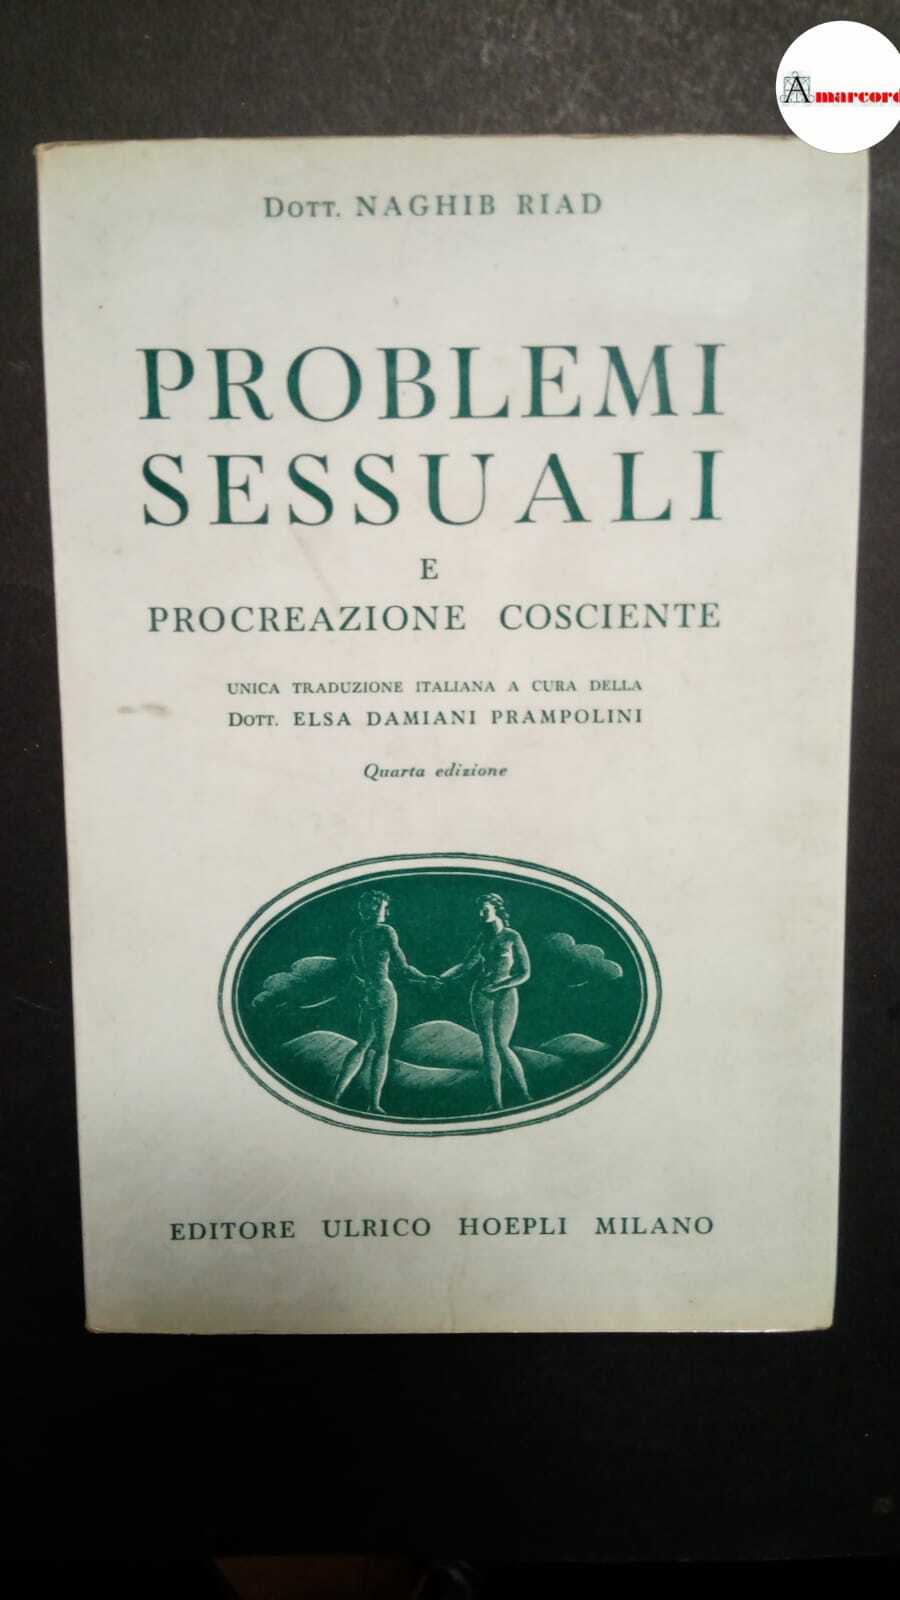 Amarcord
Dott. NAGHIB RIAD
PROBLEMI
SESSUALI
E
PROCREAZIONE COSCIENTE
UNICA TRADUZIONE ITALIANA A CURA DELLA
Dott. ELSA DAMIANI PRAMPOLINI
Quarta edizione
EDITORE ULRICO HOEPLI MILANO